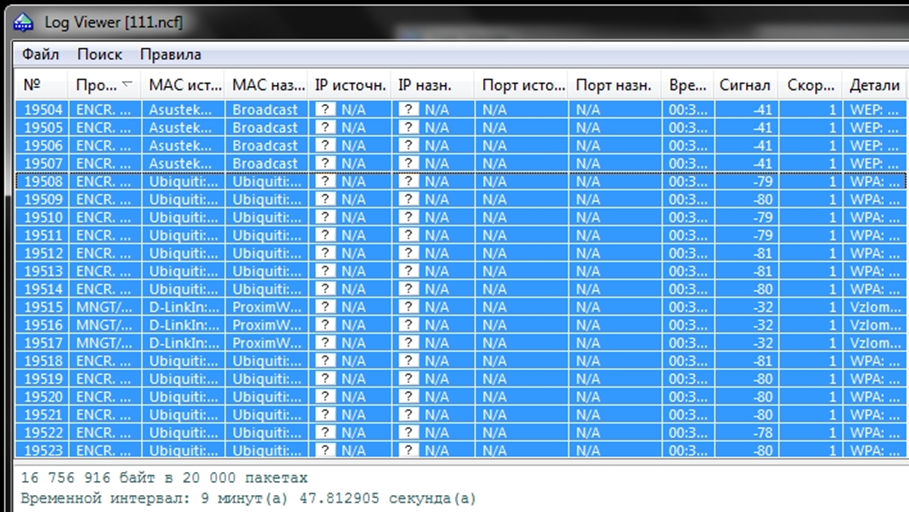 Log Viewer [111.ncf]
Файл Поиск Правила
№ Про... MAC ист... MAC наз... IP источн. IP назн. Порт исто... Порт назн. Вре... Сигнал Скор... Детали
19504 ENCR. ... Asustek... Broadcast ? N/A ? N/A N/A N/A 00:3... -41 1 WEP: ...
19505 ENCR. ... Asustek... Broadcast ? N/A ? N/A N/A N/A 00:3... -41 1 WEP: ...
19506 ENCR. ... Asustek... Broadcast ? N/A ? N/A N/A N/A 00:3... -41 1 WEP: ...
19507 ENCR. ... Asustek... Broadcast ? N/A ? N/A N/A N/A 00:3... -41 1 WEP: ...
19508 ENCR. ... Ubiquiti:... Ubiquiti:... ? N/A ? N/A N/A N/A 00:3... -79 1 WPA: ...
19509 ENCR. ... Ubiquiti:... Ubiquiti:... ? N/A ? N/A N/A N/A 00:3... -80 1 WPA: ...
19510 ENCR. ... Ubiquiti:... Ubiquiti:... ? N/A ? N/A N/A N/A 00:3... -79 1 WPA: ...
19511 ENCR. ... Ubiquiti:... Ubiquiti:... ? N/A ? N/A N/A N/A 00:3... -79 1 WPA: ...
19512 ENCR. ... Ubiquiti:... Ubiquiti:... ? N/A ? N/A N/A N/A 00:3... -81 1 WPA: ...
19513 ENCR. ... Ubiquiti:... Ubiquiti:... ? N/A ? N/A N/A N/A 00:3... -81 1 WPA: ...
19514 ENCR. ... Ubiquiti:... Ubiquiti:... ? N/A ? N/A N/A N/A 00:3... -80 1 WPA: ...
19515 MNGT/... D-LinkIn:... ProximW... ? N/A ? N/A N/A N/A 00:3... -32 1 Vzlom...
19516 MNGT/... D-LinkIn:... ProximW... ? N/A ? N/A N/A N/A 00:3... -32 1 Vzlom...
19517 MNGT/... D-LinkIn:... ProximW... ? N/A ? N/A N/A N/A 00:3... -32 1 Vzlom...
19518 ENCR. ... Ubiquiti:... Ubiquiti:... ? N/A ? N/A N/A N/A 00:3... -81 1 WPA: ...
19519 ENCR. ... Ubiquiti:... Ubiquiti:... ? N/A ? N/A N/A N/A 00:3... -80 1 WPA: ...
19520 ENCR. ... Ubiquiti:... Ubiquiti:... ? N/A ? N/A N/A N/A 00:3... -80 1 WPA: ...
19521 ENCR. ... Ubiquiti:... Ubiquiti:... ? N/A ? N/A N/A N/A 00:3... -80 1 WPA: ...
19522 ENCR. ... Ubiquiti:... Ubiquiti:... ? N/A ? N/A N/A N/A 00:3... -78 1 WPA: ...
19523 ENCR. ... Ubiquiti:... Ubiquiti:... ? N/A ? N/A N/A N/A 00:3... -80 1 WPA: ...
16 756 916 байт в 20 000 пакетах
Временной интервал: 9 минут(а) 47.812905 секунда(а)